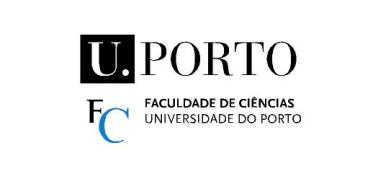 U. PORTO
FC
FACULDADE DE CIÊNCIAS
UNIVERSIDADE DO PORTO